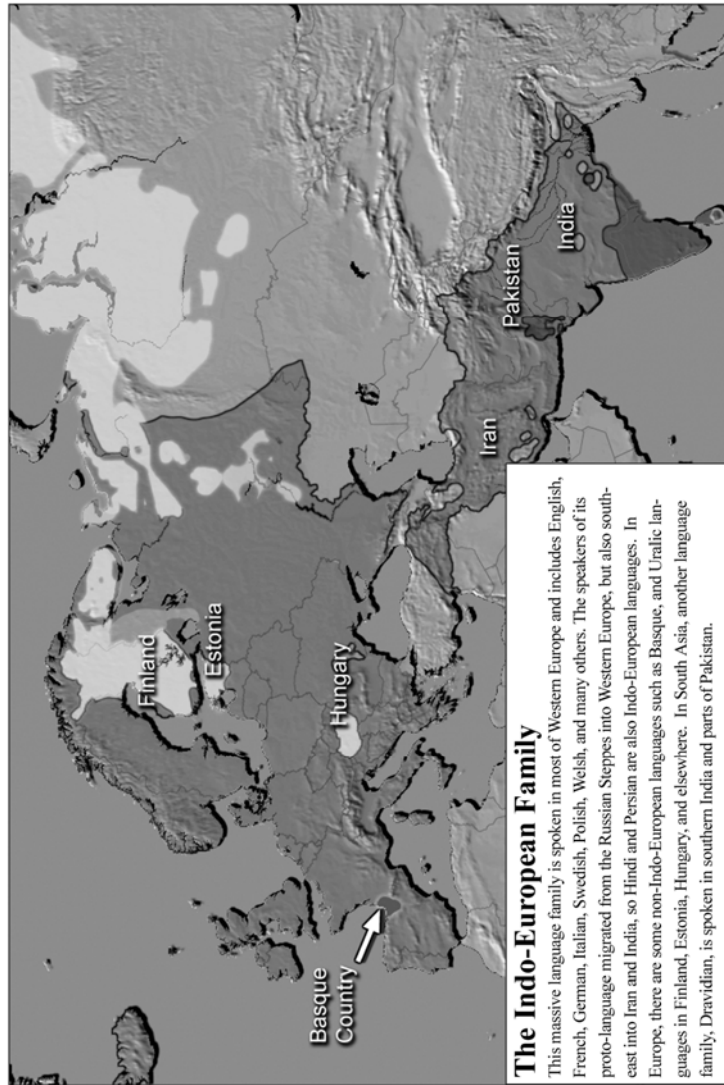 Basque
Country
Finland
Estonia
Hungary
Iran
Pakistan
India
The Indo-European Family
This massive language family is spoken in most of Western Europe and includes English,
French, German, Italian, Swedish, Polish, Welsh, and many others. The speakers of its
proto-language migrated from the Russian Steppes into Western Europe, but also south-
east into Iran and India, so Hindi and Persian are also Indo-European languages. In
Europe, there are some non-Indo-European languages such as Basque, and Uralic lan-
guages in Finland, Estonia, Hungary, and elsewhere. In South Asia, another language
family, Dravidian, is spoken in southern India and parts of Pakistan.